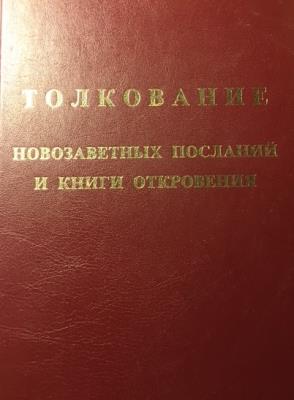 ТОЛКОВАНИЕ
НОВОЗАВЕТНЫХ ПОСЛАНИЙ
И КНИГИ ОТКРОВЕНИЯ